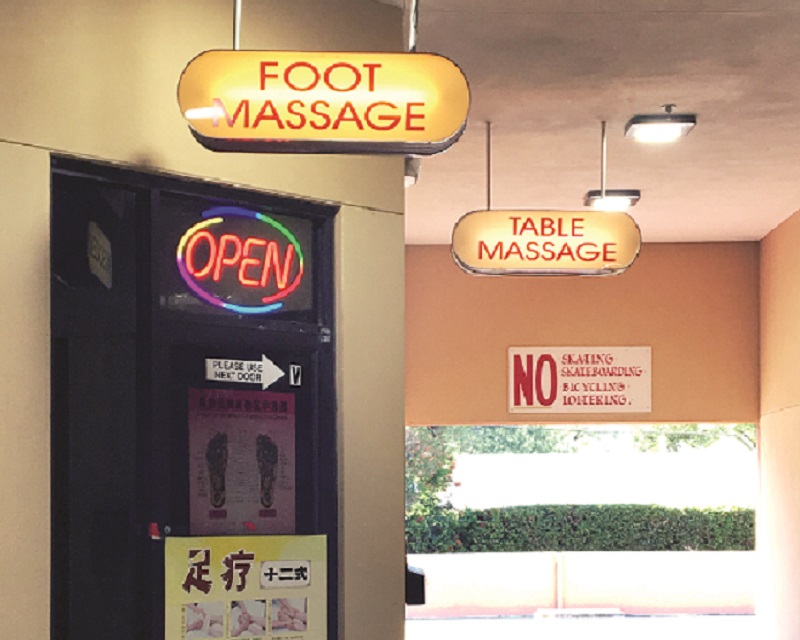 FOOT
MASSAGE
TABLE
MASSAGE
OPEN
PLEASE USE
NEXT DOOR
NO
SKATING
SKATEBOARDING
BICYCLING
LOITERING.
足疗
十二式